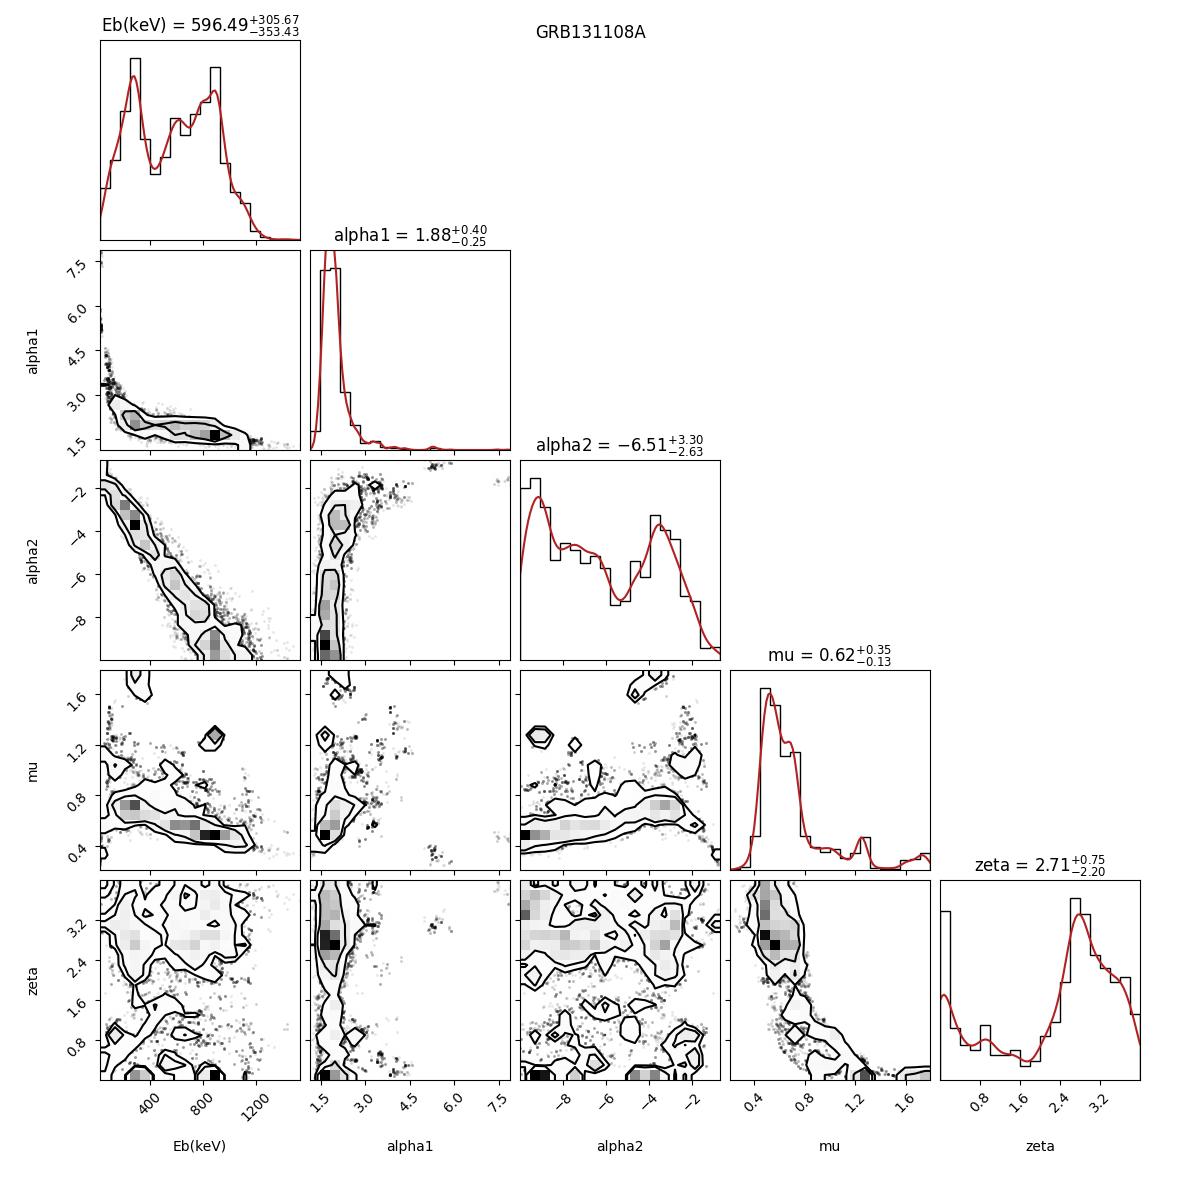 Eb(keV) = 596.49+305.67−353.43
GRB131108A
alpha1 = 1.88+0.40−0.25
7.5
6.0
4.5
3.0
1.5
alpha1
alpha2 = −6.51+3.30−2.63
−2
−4
−6
−8
alpha2
mu = 0.62+0.35−0.13
1.6
1.2
0.8
0.4
mu
zeta = 2.71+0.75−2.20
3.2
2.4
1.6
0.8
zeta
400 800 1200 1.5 3.0 4.5 6.0 7.5 −8 −6 −4 −2 0.4 0.8 1.2 1.6 0.8 1.6 2.4 3.2
Eb(keV) alpha1 alpha2 mu zeta